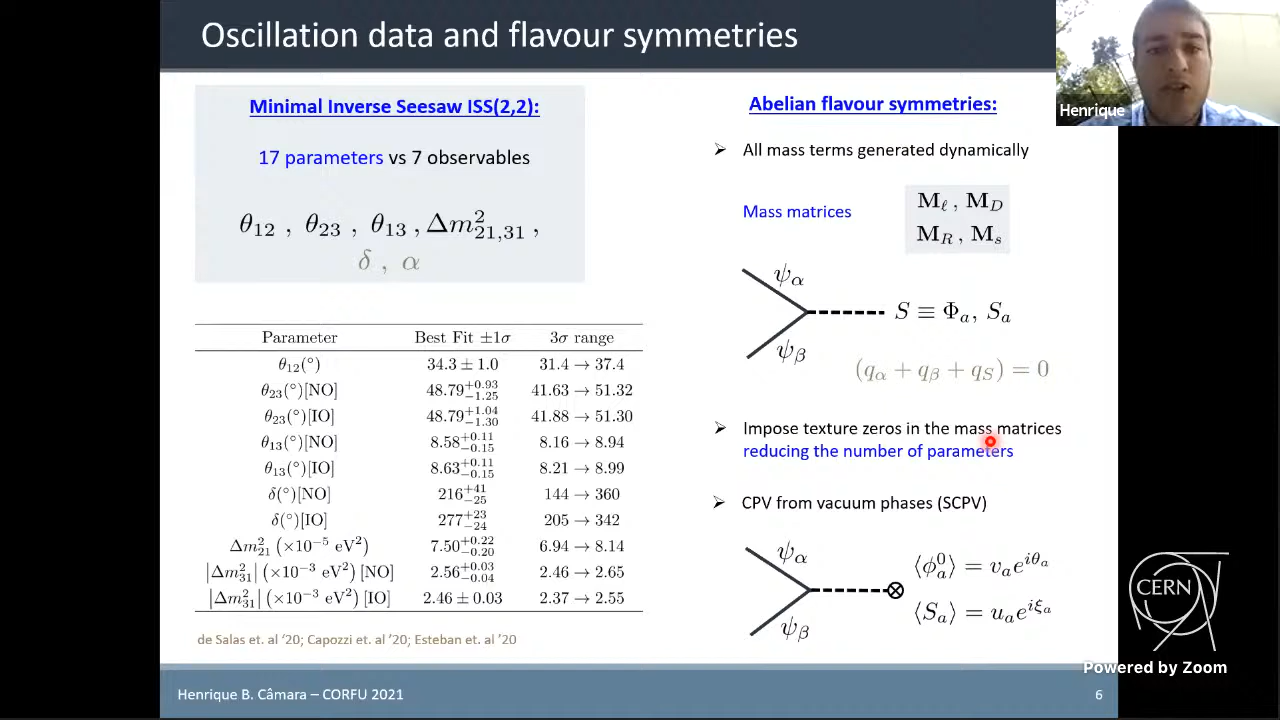 Oscillation data and flavour symmetries
Henrique
Minimal Inverse Seesaw ISS(2,2):
17 parameters vs 7 observables
θ₁₂ , θ₂₃ , θ₁₃ , Δm²₂₁,₃₁ ,
δ , α
Parameter Best Fit ±1σ 3σ range
θ₁₂(°) 34.3 ± 1.0 31.4 → 37.4
θ₂₃(°)[NO] 48.79 +0.93 −1.25 41.63 → 51.32
θ₂₃(°)[IO] 48.79 +1.04 −1.30 41.88 → 51.30
θ₁₃(°)[NO] 8.58 +0.11 −0.15 8.16 → 8.94
θ₁₃(°)[IO] 8.63 +0.11 −0.15 8.21 → 8.99
δ(°)[NO] 216 +41 −25 144 → 360
δ(°)[IO] 277 +23 −24 205 → 342
Δm²₂₁ (×10⁻⁵ eV²) 7.50 +0.22 −0.20 6.94 → 8.14
|Δm²₃₁| (×10⁻³ eV²) [NO] 2.56 +0.03 −0.04 2.46 → 2.65
|Δm²₃₁| (×10⁻³ eV²) [IO] 2.46 ± 0.03 2.37 → 2.55
de Salas et. al ‘20; Capozzi et. al ’20; Esteban et. al ’20
Abelian flavour symmetries:
➢ All mass terms generated dynamically
Mass matrices
M_ℓ , M_D
M_R , M_s
ψ_α
S ≡ Φ_a, S_a
ψ_β
(q_α + q_β + q_S) = 0
➢ Impose texture zeros in the mass matrices
reducing the number of parameters
➢ CPV from vacuum phases (SCPV)
ψ_α
⟨φ⁰_a⟩ = v_a e^{iθ_a}
⟨S_a⟩ = u_a e^{iξ_a}
ψ_β
CERN
Powered by Zoom
Henrique B. Câmara – CORFU 2021
6